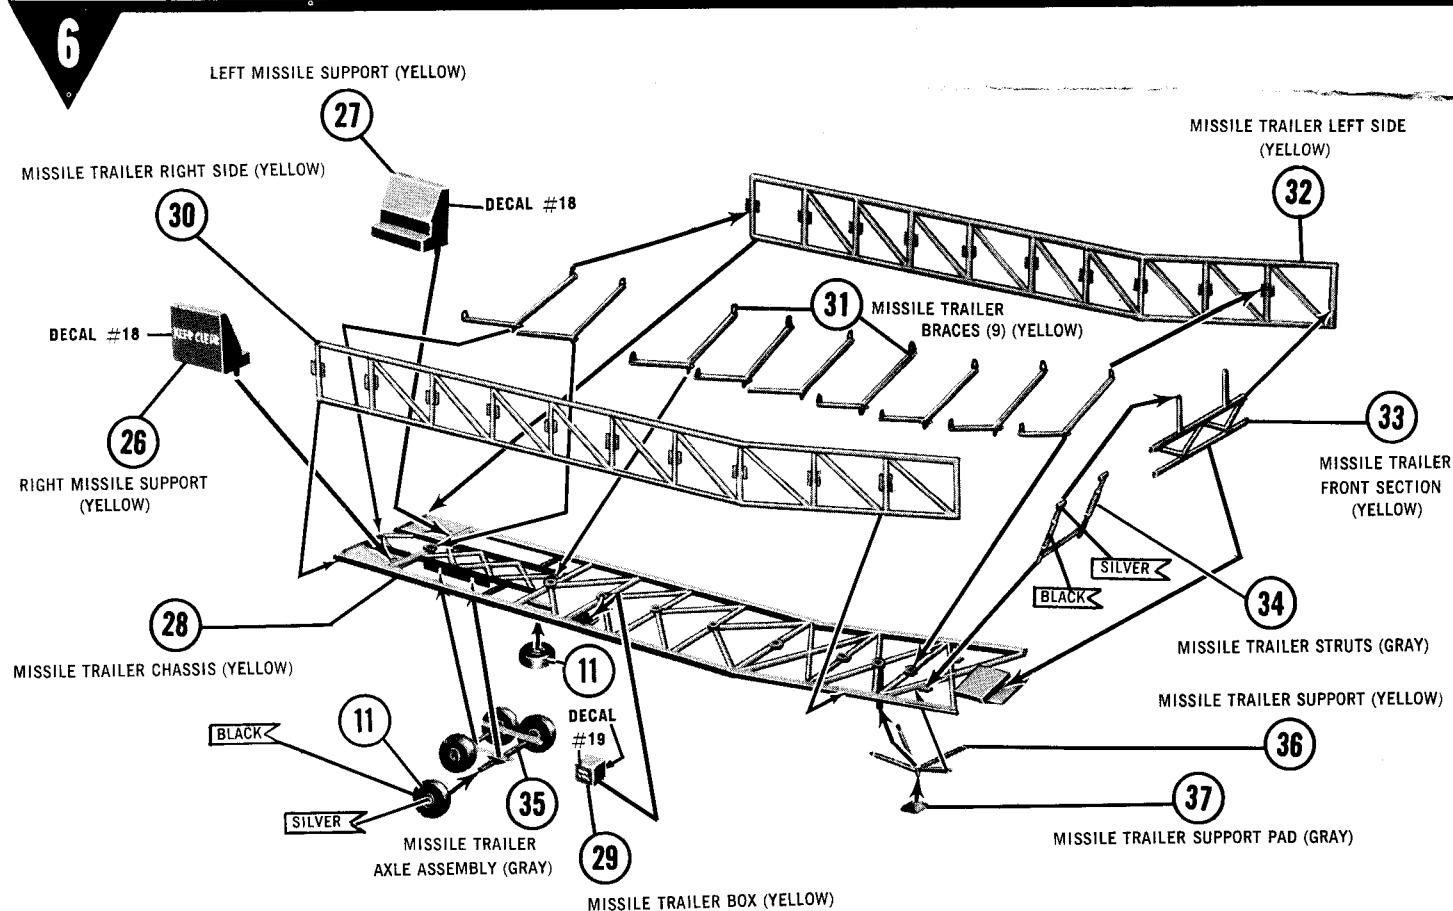 6
LEFT MISSILE SUPPORT (YELLOW)
27
MISSILE TRAILER RIGHT SIDE (YELLOW)
30
DECAL #18
MISSILE TRAILER LEFT SIDE
(YELLOW)
32
DECAL #18
KEEP CLEAR
26
RIGHT MISSILE SUPPORT
(YELLOW)
31
MISSILE TRAILER
BRACES (9) (YELLOW)
33
MISSILE TRAILER
FRONT SECTION
(YELLOW)
SILVER
BLACK
34
MISSILE TRAILER STRUTS (GRAY)
28
MISSILE TRAILER CHASSIS (YELLOW)
11
MISSILE TRAILER SUPPORT (YELLOW)
36
11
BLACK
DECAL
#19
SILVER
35
MISSILE TRAILER
AXLE ASSEMBLY (GRAY)
37
MISSILE TRAILER SUPPORT PAD (GRAY)
29
MISSILE TRAILER BOX (YELLOW)